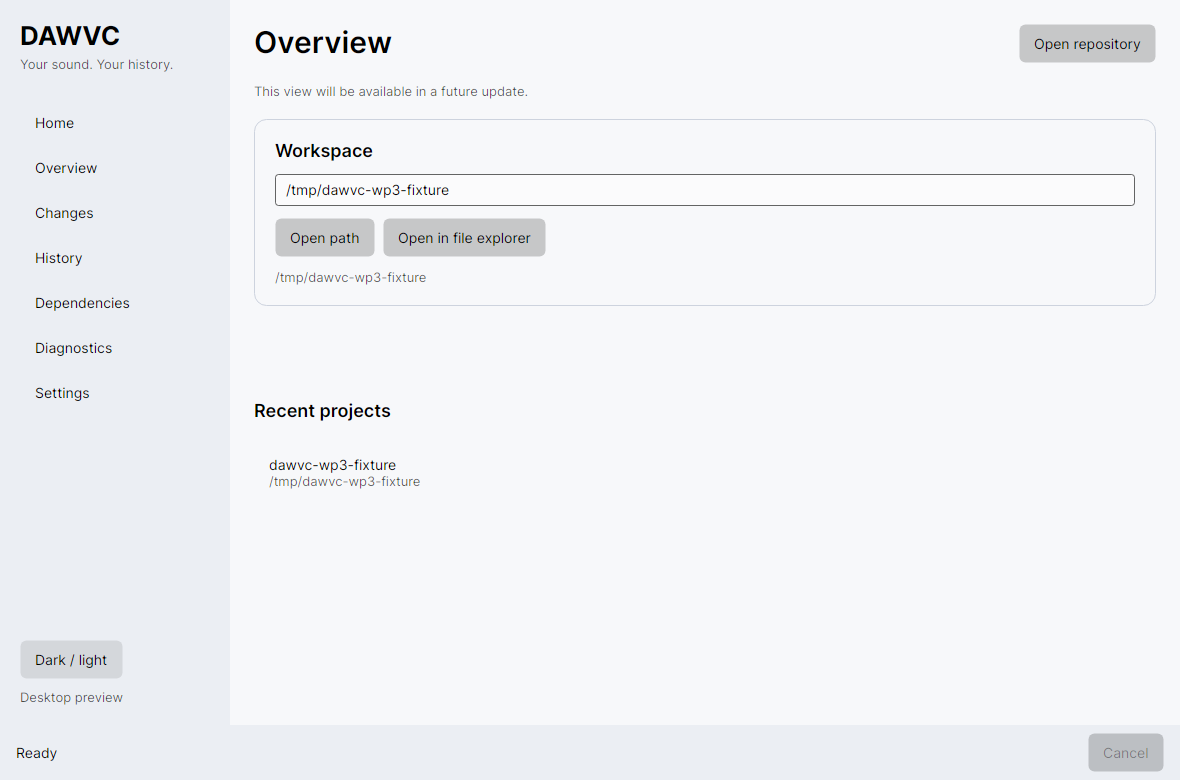 DAWVC
Your sound. Your history.
Home
Overview
Changes
History
Dependencies
Diagnostics
Settings
Dark / light
Desktop preview
Overview
Open repository
This view will be available in a future update.
Workspace
/tmp/dawvc-wp3-fixture
Open path
Open in file explorer
/tmp/dawvc-wp3-fixture
Recent projects
dawvc-wp3-fixture
/tmp/dawvc-wp3-fixture
Ready
Cancel